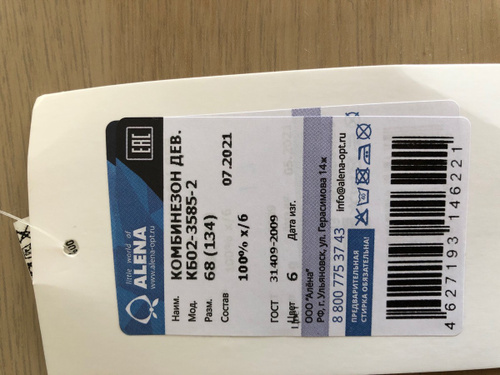 EAC
little world of
ALENA
www.alena-opt.ru
Наим. КОМБИНЕЗОН ДЕВ.
Мод. КБ02-3585-2
Разм. 68 (134)
Состав 100% х/б 07.2021
ГОСТ 31409-2009
Цвет 6 Дата изг.
ООО "Алёна"
РФ, г. Ульяновск, ул. Герасимова 14ж
8 800 775 37 43 info@alena-opt.ru
ПРЕДВАРИТЕЛЬНАЯ
СТИРКА ОБЯЗАТЕЛЬНА!
4 627193 146221